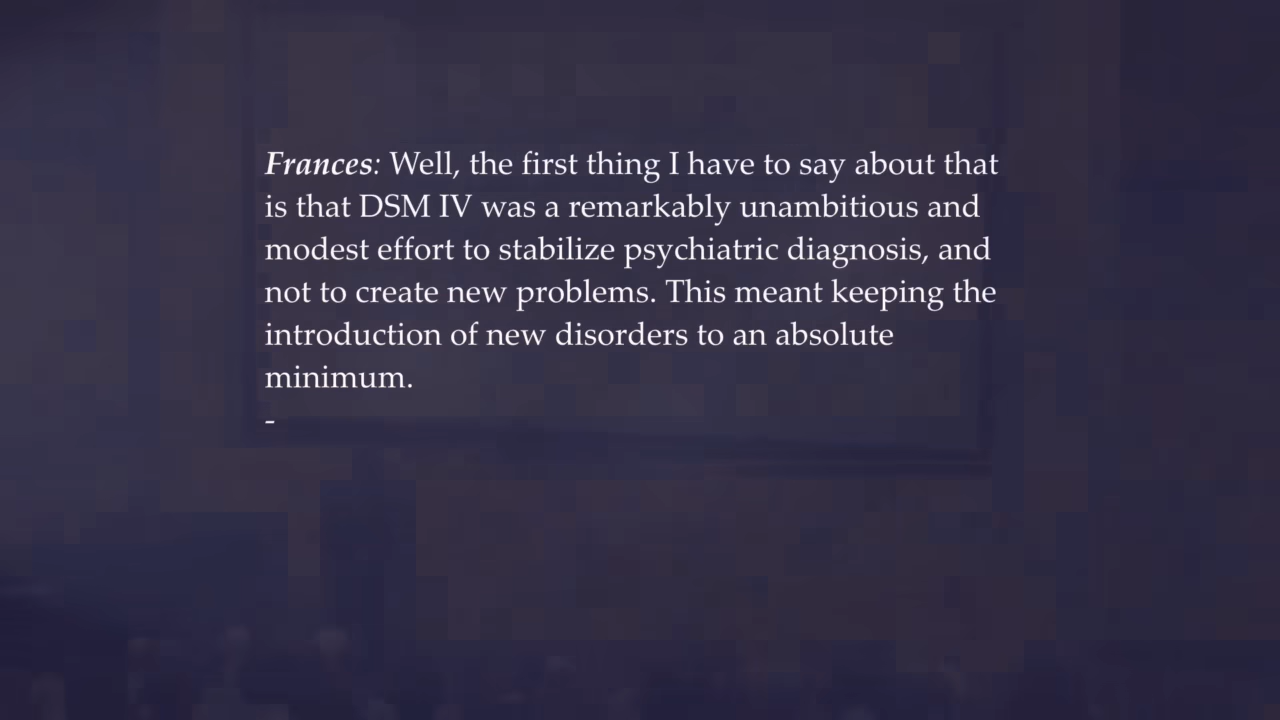 Frances: Well, the first thing I have to say about that
is that DSM IV was a remarkably unambitious and
modest effort to stabilize psychiatric diagnosis, and
not to create new problems. This meant keeping the
introduction of new disorders to an absolute
minimum.
-